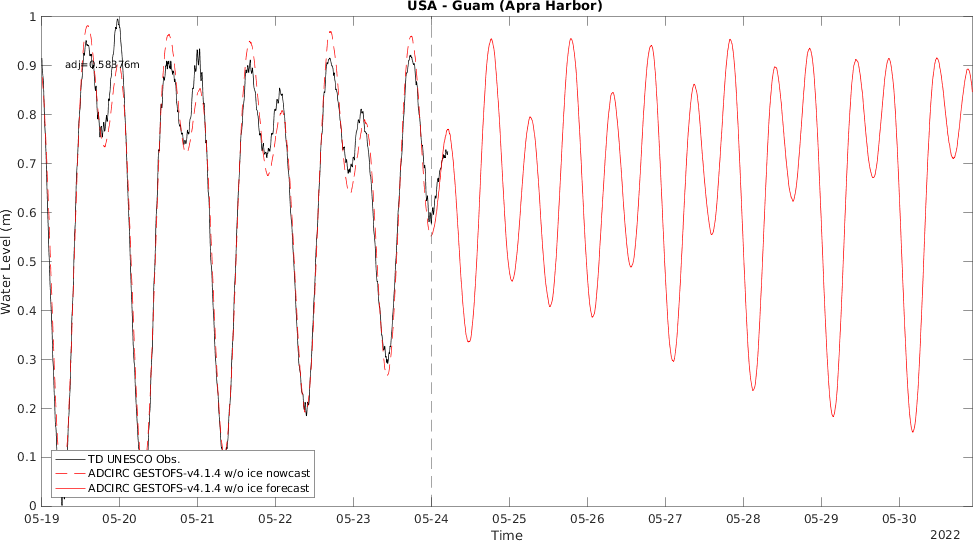 USA - Guam (Apra Harbor)
1
adj=0.58376m
0.9
0.8
0.7
0.6
0.5
0.4
0.3
0.2
0.1
0
Water Level (m)
TD UNESCO Obs.
ADCIRC GESTOFS-v4.1.4 w/o ice nowcast
ADCIRC GESTOFS-v4.1.4 w/o ice forecast
05-19 05-20 05-21 05-22 05-23 05-24 05-25 05-26 05-27 05-28 05-29 05-30
Time
2022